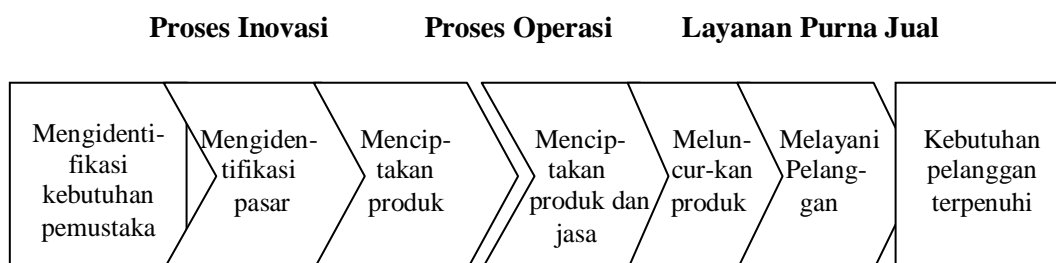 Proses Inovasi Proses Operasi Layanan Purna Jual
Mengidenti-
fikasi
kebutuhan
pemustaka
Mengiden-
tifikasi
pasar
Mencip-
takan
produk
Mencip-
takan
produk dan
jasa
Melun-
cur-kan
produk
Melayani
Pelang-
gan
Kebutuhan
pelanggan
terpenuhi